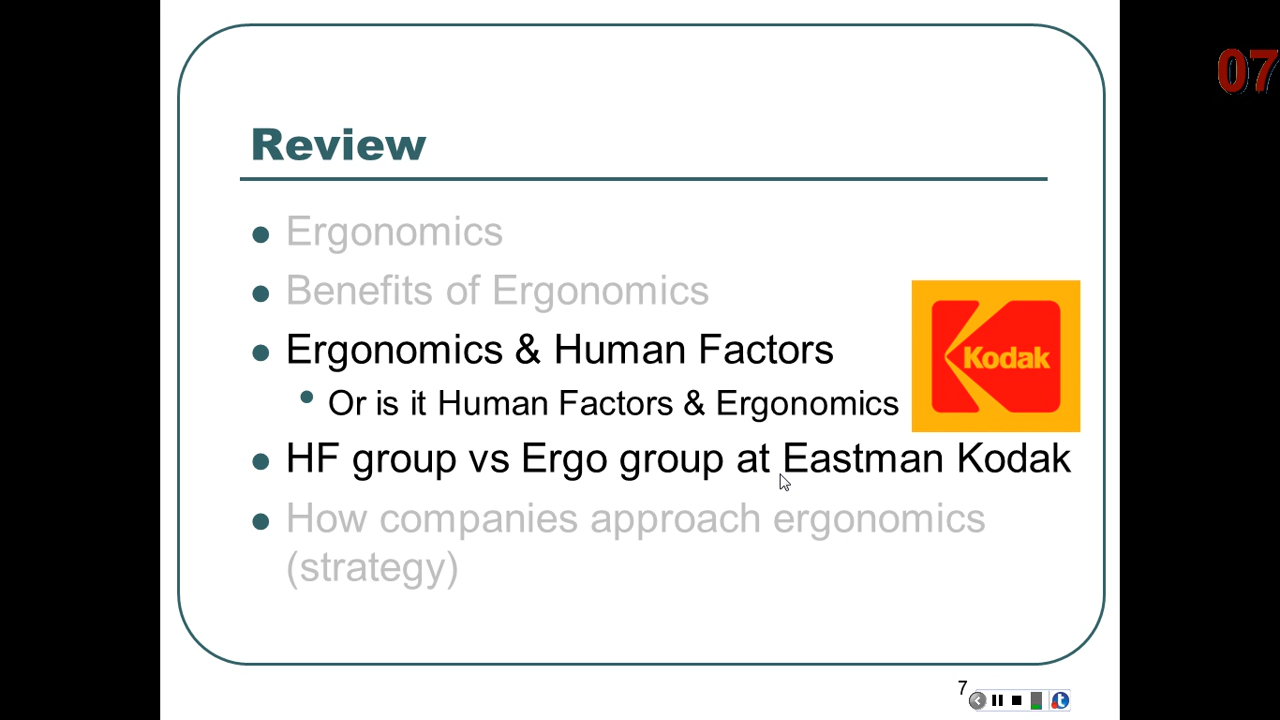 07
Review
Ergonomics
Benefits of Ergonomics
Ergonomics & Human Factors
Kodak
Or is it Human Factors & Ergonomics
HF group vs Ergo group at Eastman Kodak
How companies approach ergonomics
(strategy)
7
t